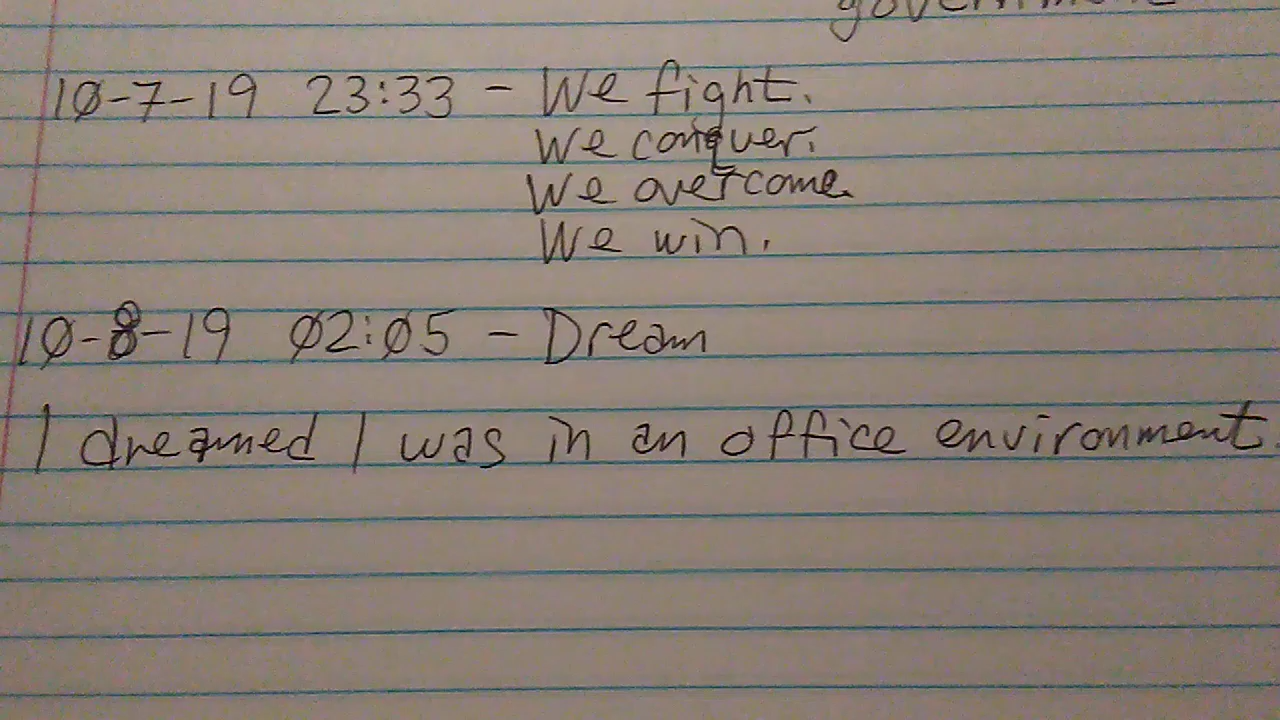 government
10-7-19 23:33 - We fight.
We conquer.
We overcome.
We win.
10-8-19 02:05 - Dream
I dreamed I was in an office environment.